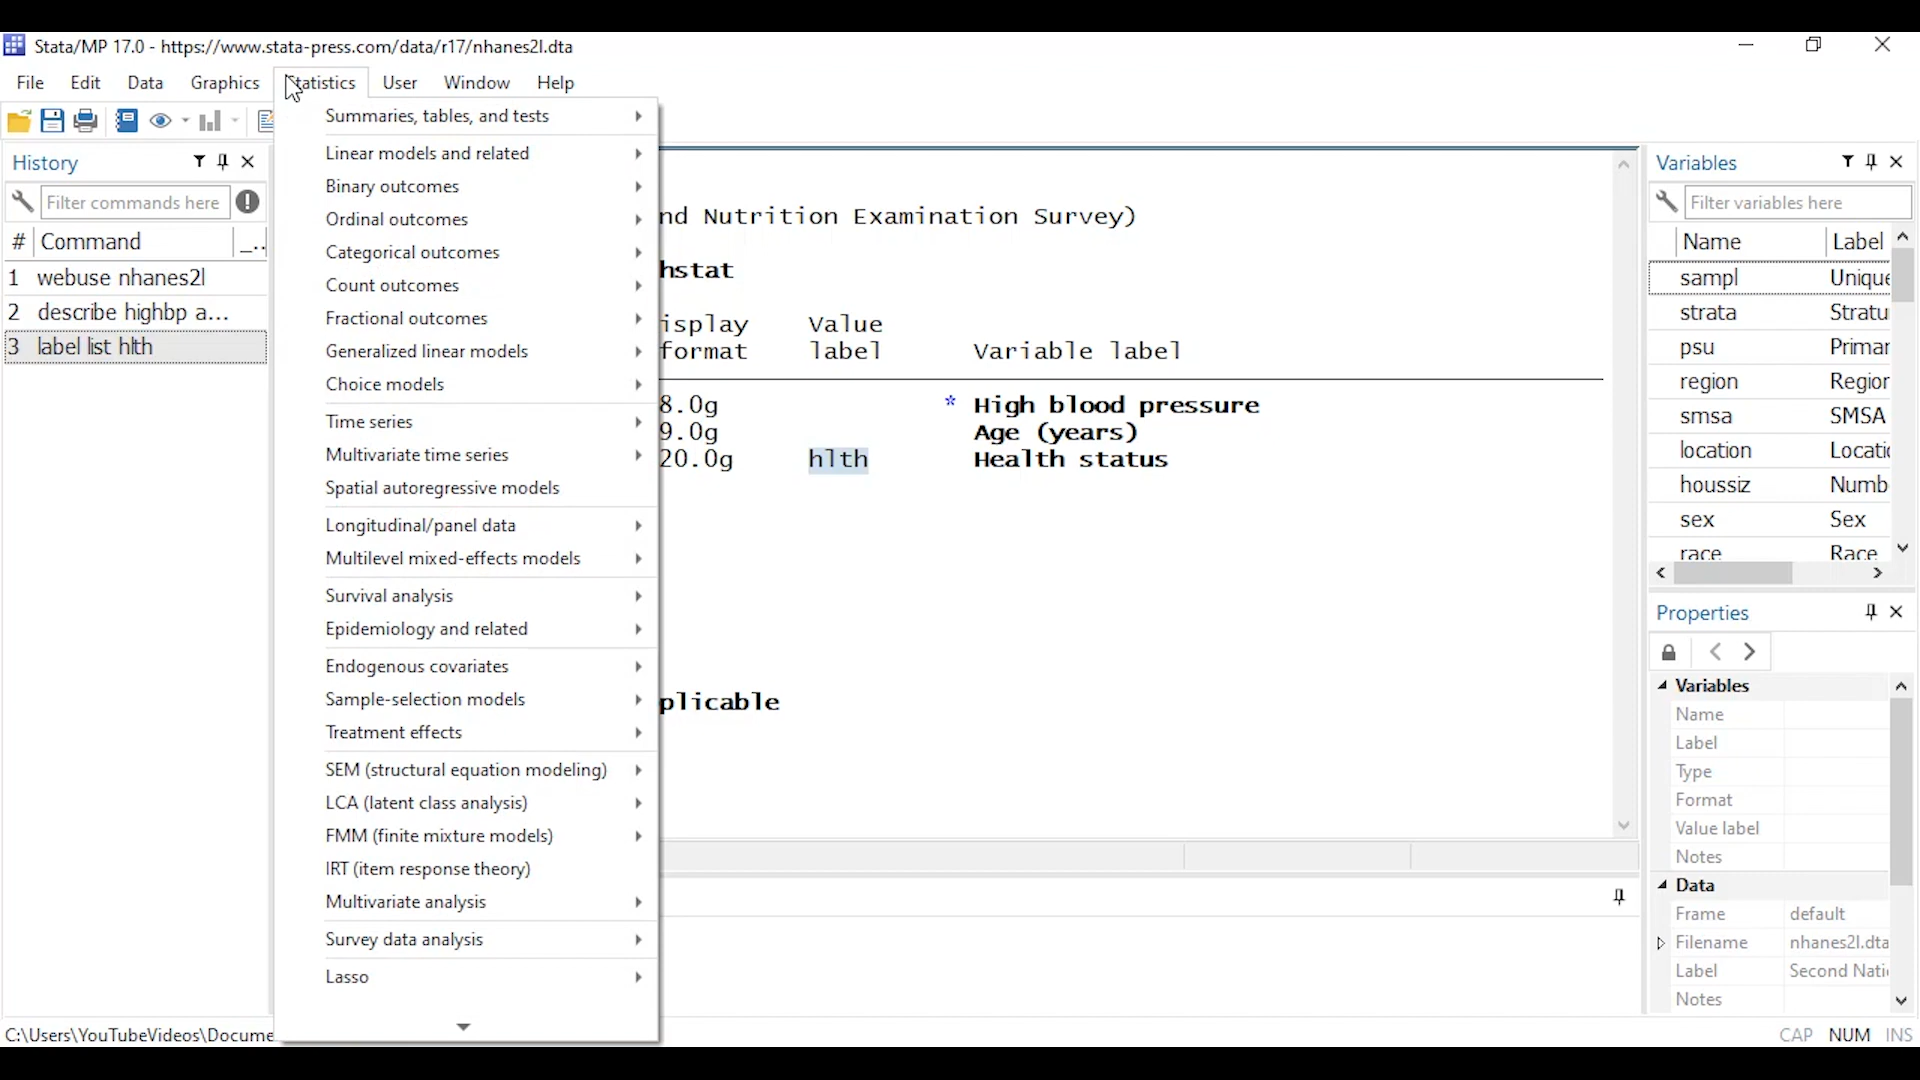 Stata/MP 17.0 - https://www.stata-press.com/data/r17/nhanes2l.dta
File Edit Data Graphics Statistics User Window Help
History
Filter commands here
# Command _..
1 webuse nhanes2l
2 describe highbp a...
3 label list hlth
Summaries, tables, and tests
Linear models and related
Binary outcomes
Ordinal outcomes
Categorical outcomes
Count outcomes
Fractional outcomes
Generalized linear models
Choice models
Time series
Multivariate time series
Spatial autoregressive models
Longitudinal/panel data
Multilevel mixed-effects models
Survival analysis
Epidemiology and related
Endogenous covariates
Sample-selection models
Treatment effects
SEM (structural equation modeling)
LCA (latent class analysis)
FMM (finite mixture models)
IRT (item response theory)
Multivariate analysis
Survey data analysis
Lasso
nd Nutrition Examination Survey)
hstat
isplay Value
format label Variable label
8.0g * High blood pressure
9.0g Age (years)
20.0g hlth Health status
plicable
Variables
Filter variables here
Name Label
sampl Unique
strata Stratu
psu Primar
region Region
smsa SMSA
location Locatio
houssiz Numb
sex Sex
race Race
Properties
Variables
Name
Label
Type
Format
Value label
Notes
Data
Frame default
Filename nhanes2l.dta
Label Second Nati
Notes
C:\Users\YouTubeVideos\Docume
CAP NUM INS